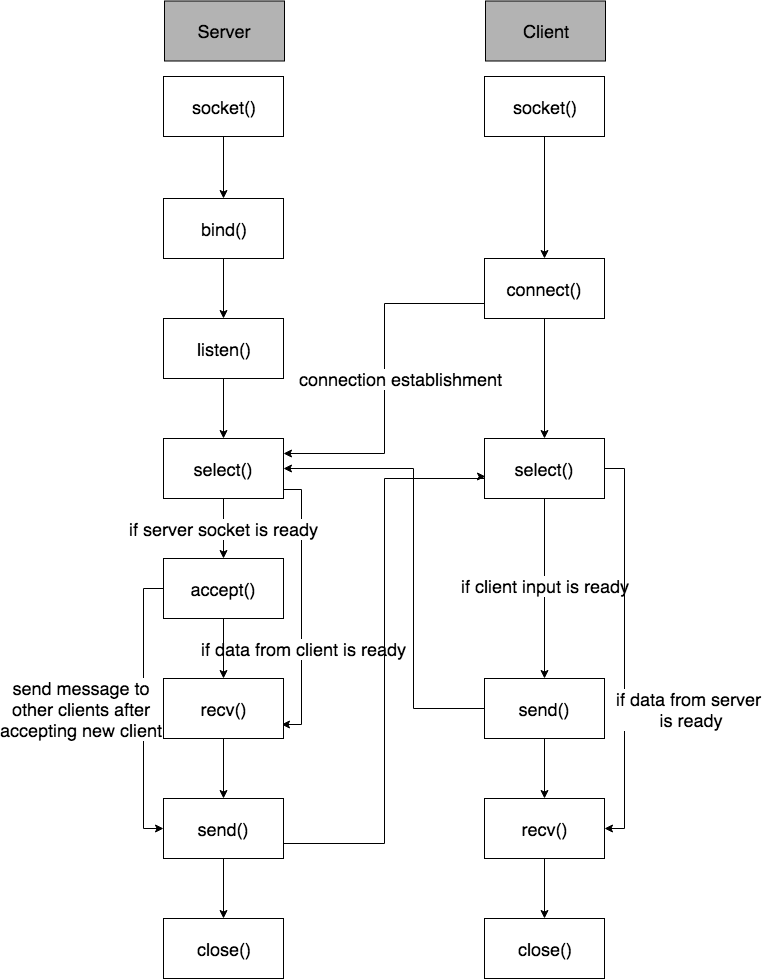 Server
Client
socket()
socket()
bind()
connect()
listen()
connection establishment
select()
select()
if server socket is ready
accept()
if client input is ready
if data from client is ready
send message to
other clients after
accepting new client
recv()
send()
if data from server
is ready
send()
recv()
close()
close()